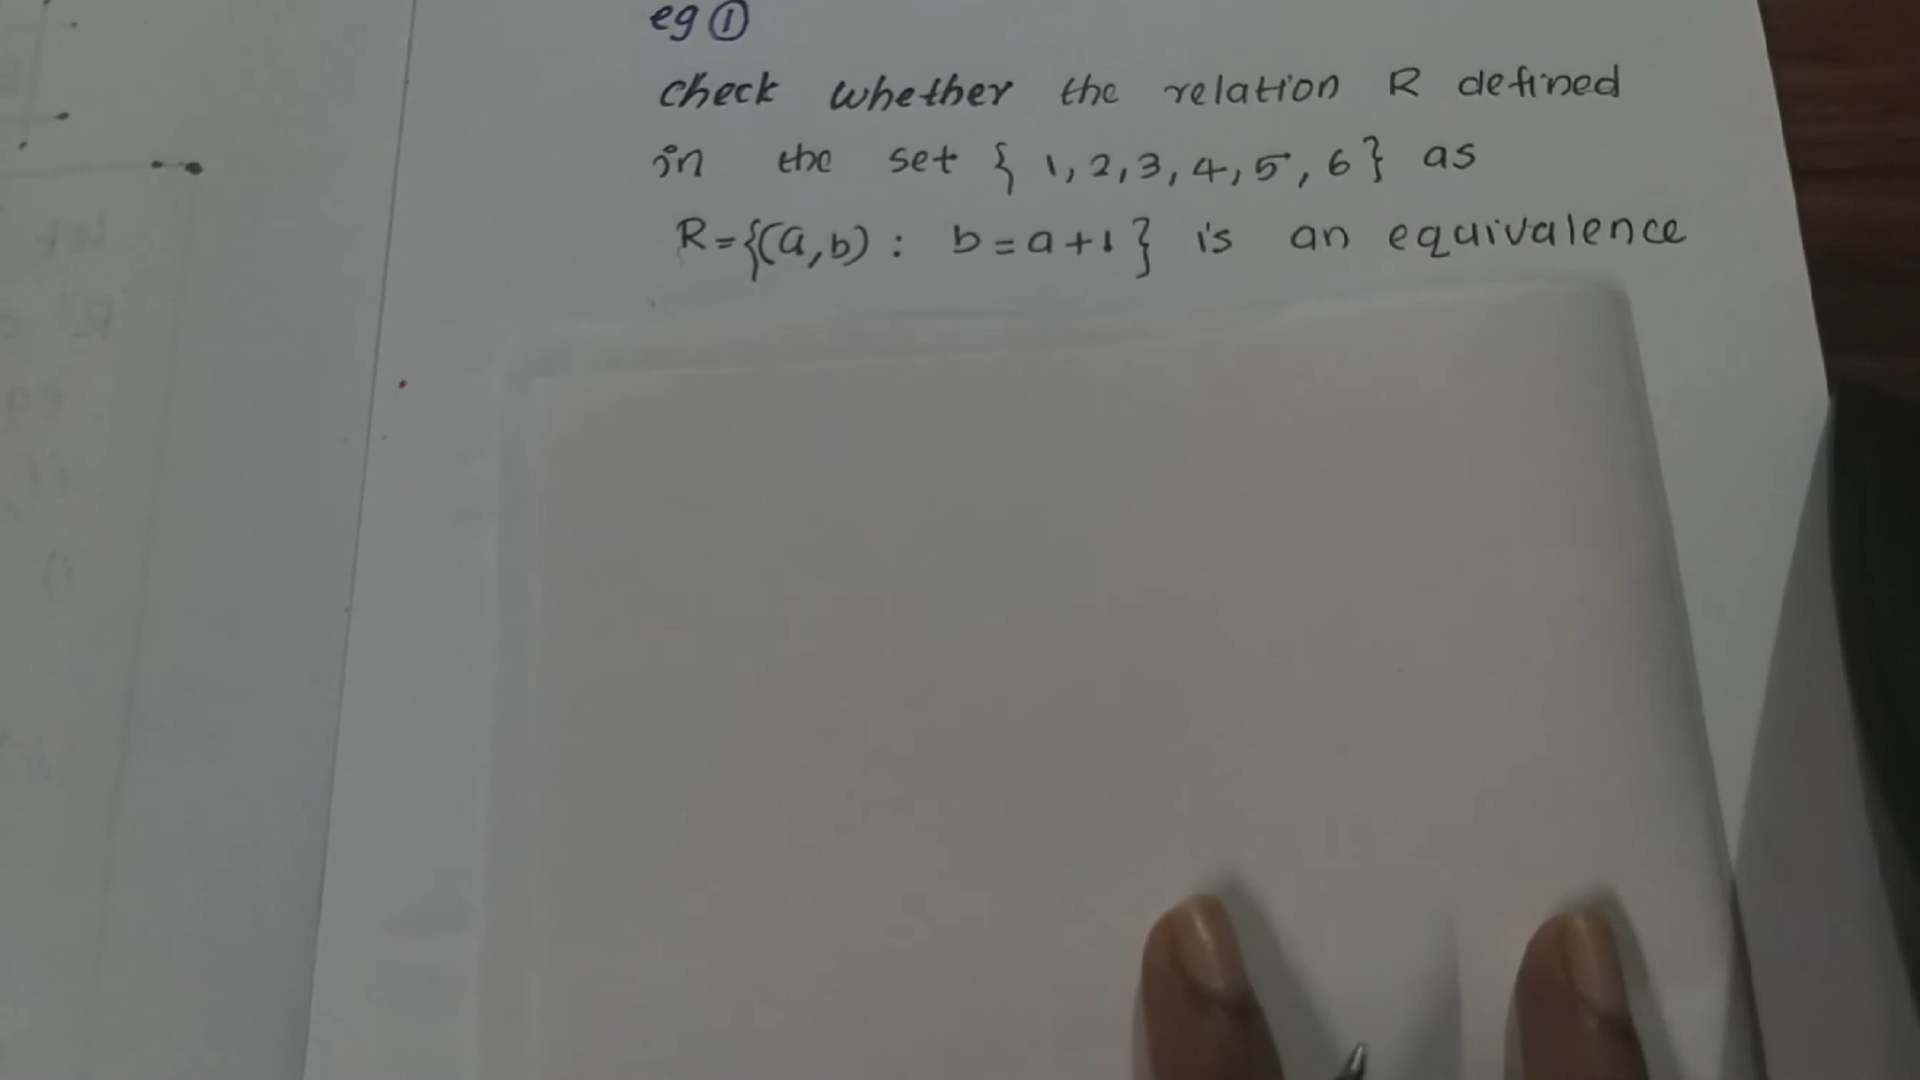 eg ①
check whether the relation R defined
in the set { 1, 2, 3, 4, 5, 6 } as
R = {(a, b) : b = a + 1 } is an equivalence